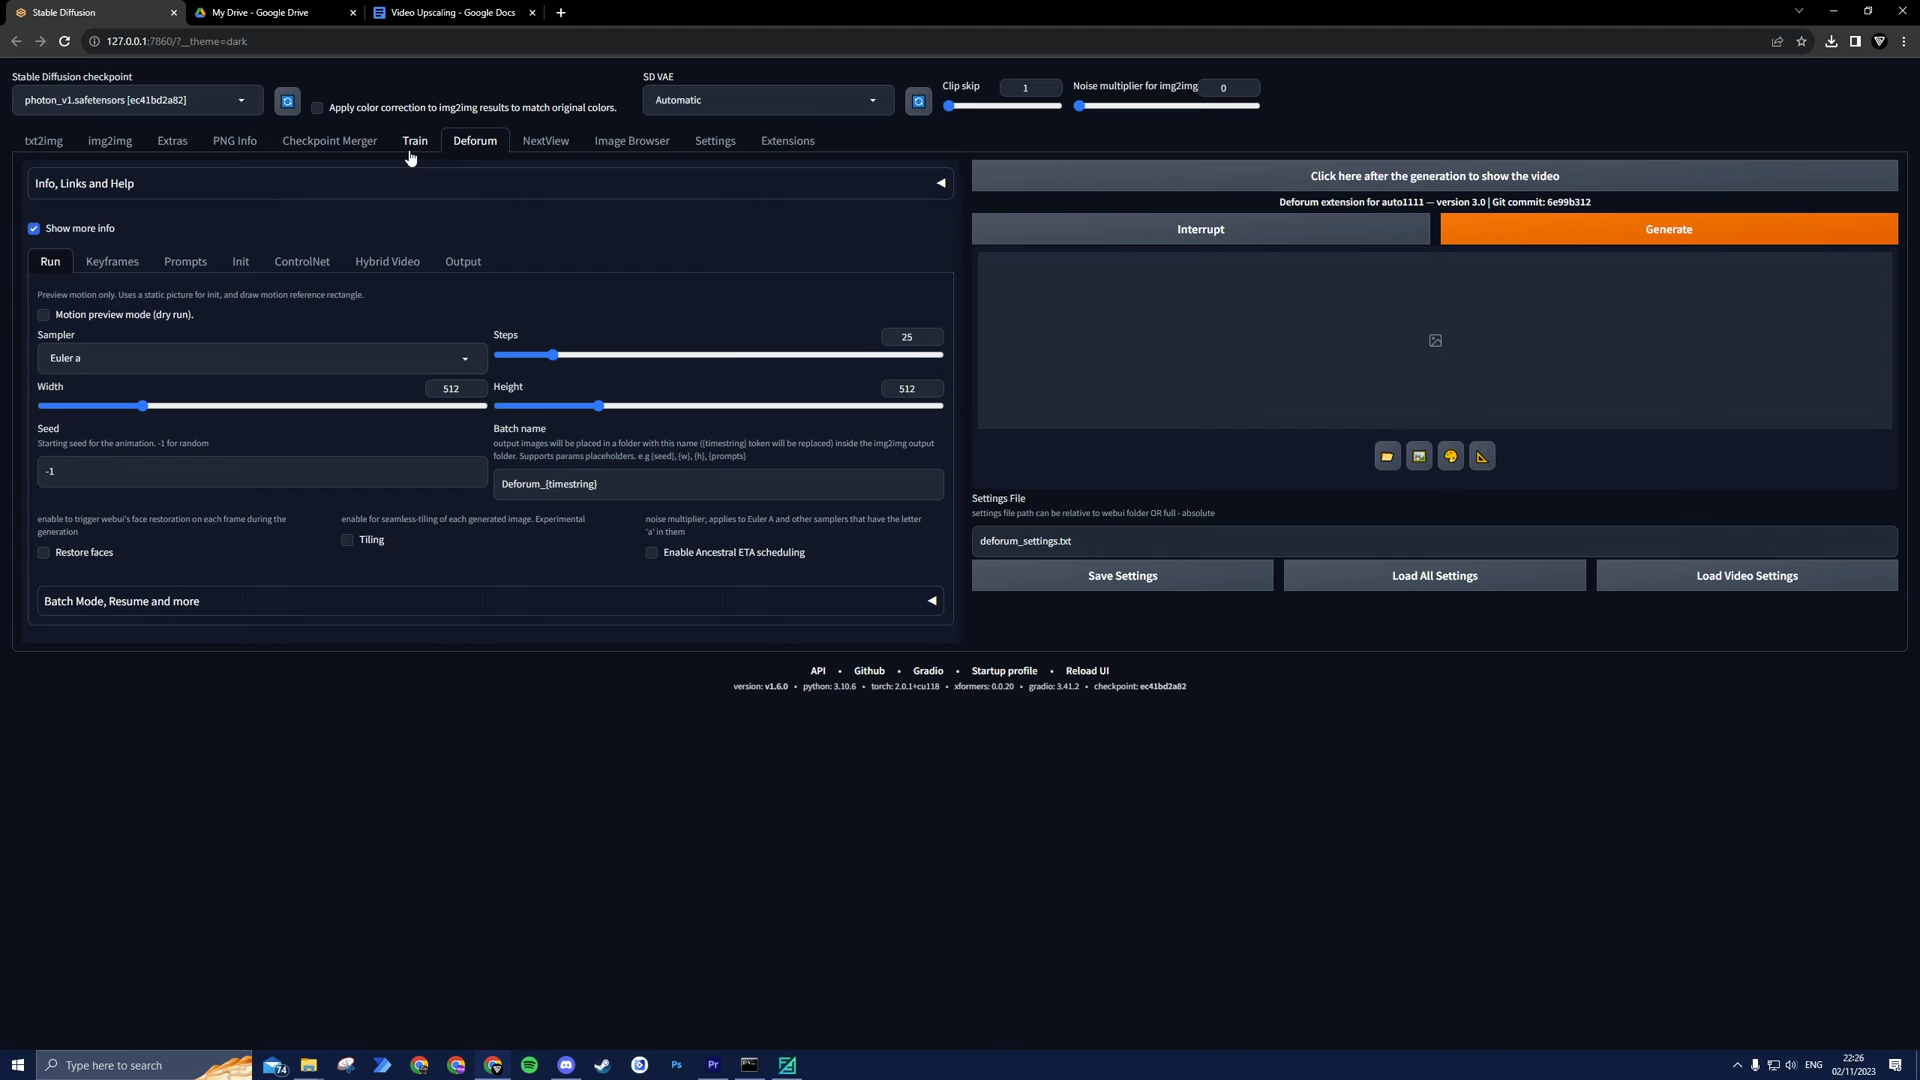 Stable Diffusion
My Drive - Google Drive
Video Upscaling - Google Docs
127.0.0.1:7860/?__theme=dark
Stable Diffusion checkpoint
photon_v1.safetensors [ec41bd2a82]
Apply color correction to img2img results to match original colors.
SD VAE
Automatic
Clip skip
1
Noise multiplier for img2img
0
txt2img
img2img
Extras
PNG Info
Checkpoint Merger
Train
Deforum
NextView
Image Browser
Settings
Extensions
Info, Links and Help
Show more info
Run
Keyframes
Prompts
Init
ControlNet
Hybrid Video
Output
Preview motion only. Uses a static picture for init, and draw motion reference rectangle.
Motion preview mode (dry run).
Sampler
Euler a
Steps
25
Width
512
Height
512
Seed
Starting seed for the animation. -1 for random
-1
Batch name
output images will be placed in a folder with this name ({timestring} token will be replaced) inside the img2img output
folder. Supports params placeholders. e.g {seed}, {w}, {h}, {prompts}
Deforum_{timestring}
enable to trigger webui's face restoration on each frame during the
generation
Restore faces
enable for seamless-tiling of each generated image. Experimental
Tiling
noise multiplier; applies to Euler A and other samplers that have the letter
'a' in them
Enable Ancestral ETA scheduling
Batch Mode, Resume and more
Click here after the generation to show the video
Deforum extension for auto1111 — version 3.0 | Git commit: 6e99b312
Interrupt
Generate
Settings File
settings file path can be relative to webui folder OR full - absolute
deforum_settings.txt
Save Settings
Load All Settings
Load Video Settings
API • Github • Gradio • Startup profile • Reload UI
version: v1.6.0 • python: 3.10.6 • torch: 2.0.1+cu118 • xformers: 0.0.20 • gradio: 3.41.2 • checkpoint: ec41bd2a82
Type here to search
74
Ps
Pr
ENG
22:26
02/11/2023